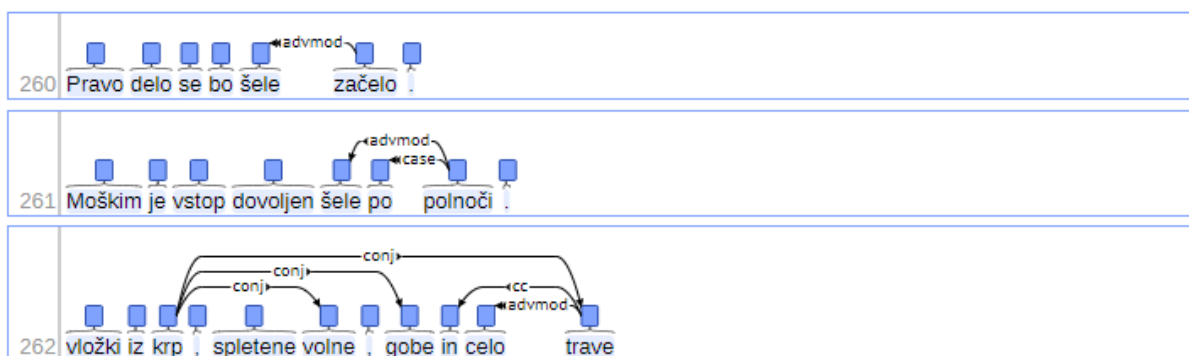 advmod
260 Pravo delo se bo šele začelo .
advmod
case
261 Moškim je vstop dovoljen šele po polnoči .
conj
conj
conj cc
advmod
262 vložki iz krp , spletene volne , gobe in celo trave